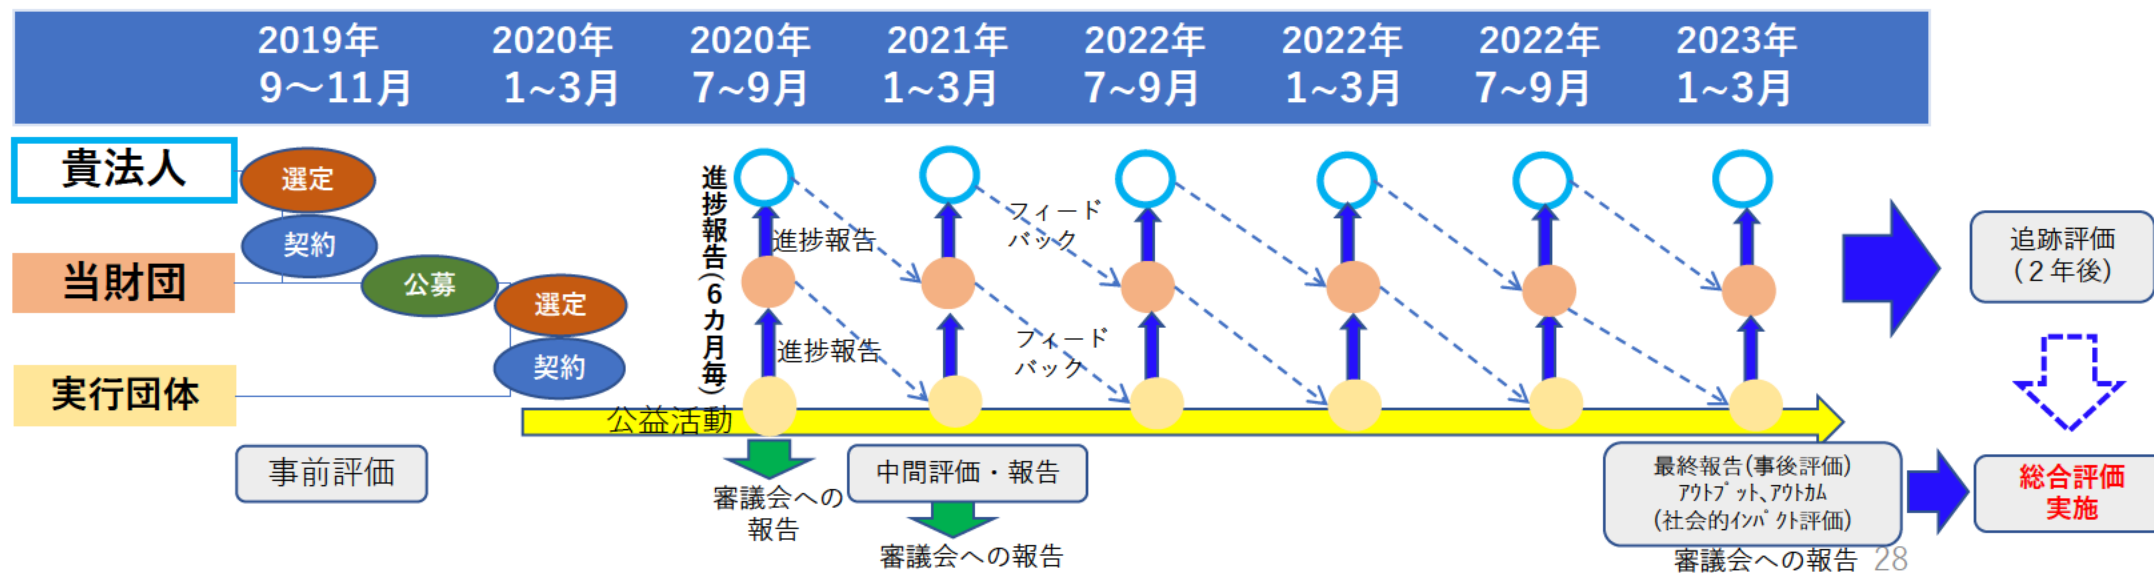 2019年
9～11月
2020年
1~3月
2020年
7~9月
2021年
1~3月
2022年
7~9月
2022年
1~3月
2022年
7~9月
2023年
1~3月
貴法人
選定
契約
当財団
公募
選定
契約
実行団体
進捗報告(6カ月毎)
進捗報告
進捗報告
フィード
バック
フィード
バック
公益活動
事前評価
審議会への
報告
中間評価・報告
審議会への報告
最終報告(事後評価)
ｱｳﾄﾌﾟｯﾄ､ｱｳﾄｶﾑ
(社会的ｲﾝﾊﾟｸﾄ評価)
審議会への報告
追跡評価
(２年後)
総合評価
実施
28